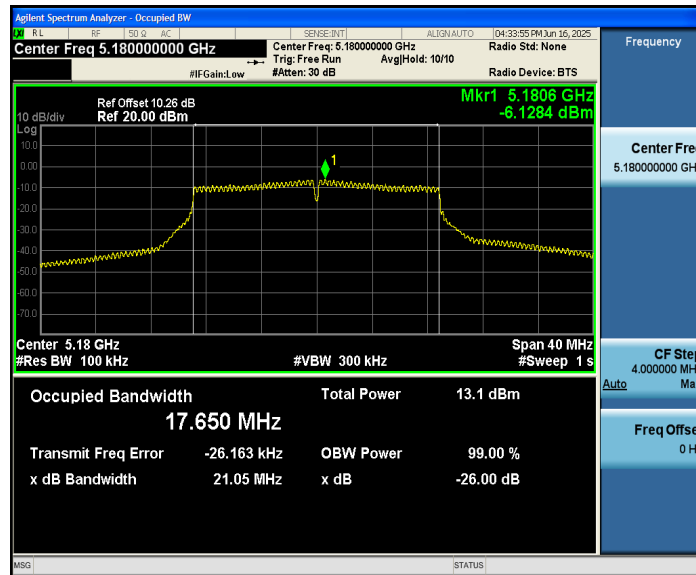 Agilent Spectrum Analyzer - Occupied BW
LXI RL RF 50 Ω AC SENSE:INT ALIGN AUTO 04:33:55 PM Jun 16, 2025
Center Freq 5.180000000 GHz Center Freq: 5.180000000 GHz Radio Std: None
Trig: Free Run Avg|Hold: 10/10
#IFGain:Low #Atten: 30 dB Radio Device: BTS
Frequency
Ref Offset 10.26 dB Mkr1 5.1806 GHz
10 dB/div Ref 20.00 dBm -6.1284 dBm
Log
10.0
1
0.00
-10.0
-20.0
-30.0
-40.0
-50.0
-60.0
-70.0
Center Fre
5.180000000 GH
Center 5.18 GHz Span 40 MHz
#Res BW 100 kHz #VBW 300 kHz #Sweep 1 s
CF Ste
4.000000 MH
Auto Ma
Occupied Bandwidth Total Power 13.1 dBm
17.650 MHz
Transmit Freq Error -26.163 kHz OBW Power 99.00 %
x dB Bandwidth 21.05 MHz x dB -26.00 dB
Freq Offse
0 H
MSG STATUS